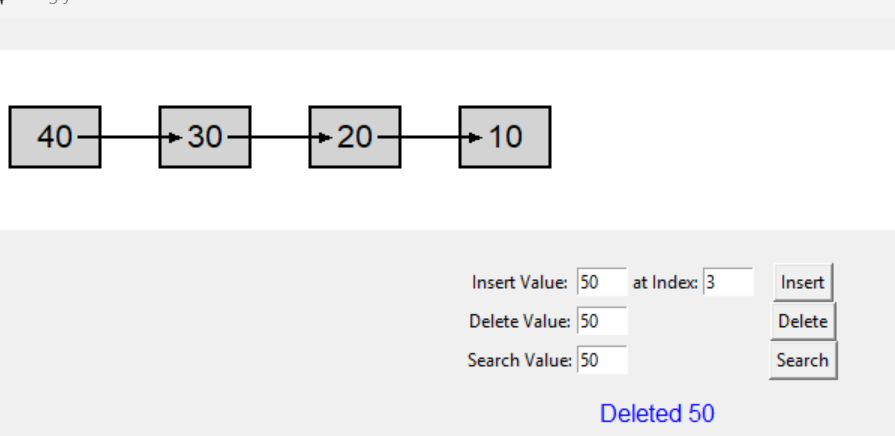 40 30 20 10
Insert Value: 50 at Index: 3 Insert
Delete Value: 50 Delete
Search Value: 50 Search
Deleted 50